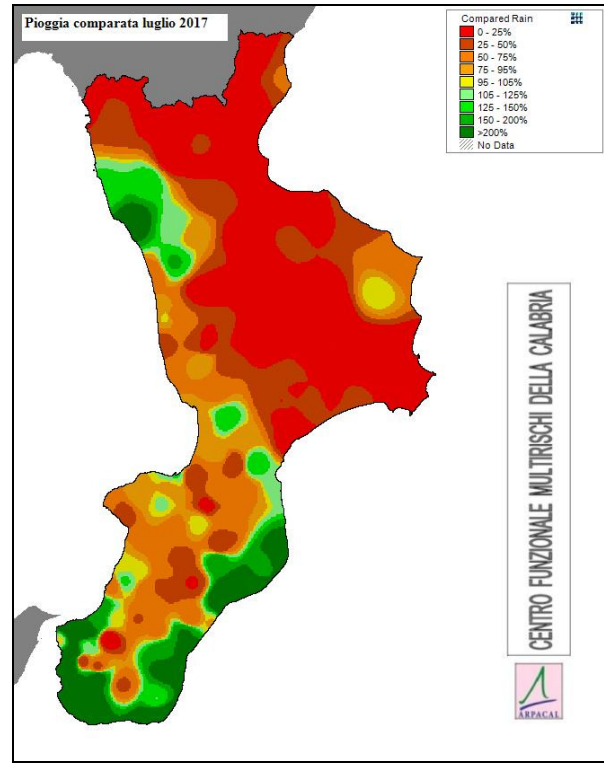 Pioggia comparata luglio 2017
Compared Rain
0 - 25%
25 - 50%
50 - 75%
75 - 95%
95 - 105%
105 - 125%
125 - 150%
150 - 200%
>200%
No Data
CENTRO FUNZIONALE MULTIRISCHI DELLA CALABRIA
ARPACAL